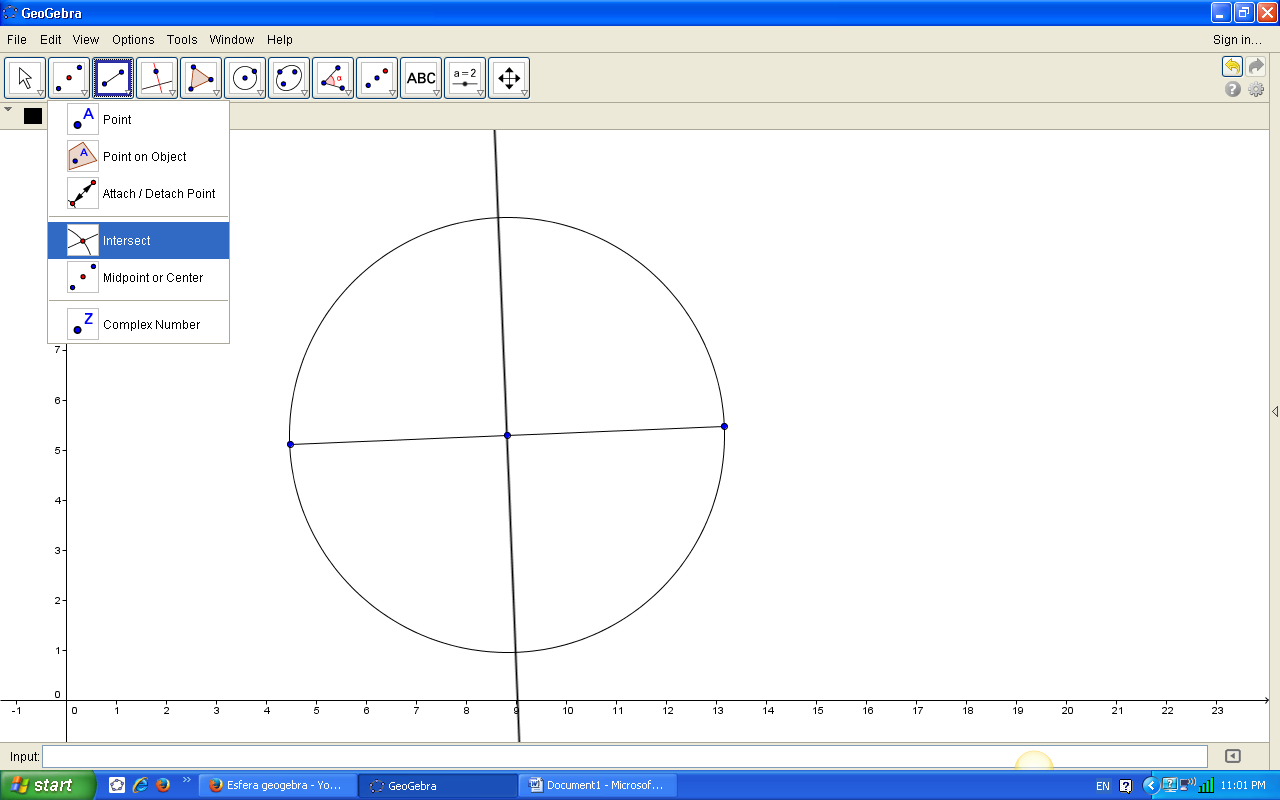 GeoGebra
File Edit View Options Tools Window Help
Sign in...
α
ABC
a=2
A Point
A Point on Object
Attach / Detach Point
Intersect
Midpoint or Center
Z Complex Number
7
6
5
4
3
2
1
0
-1 0 1 2 3 4 5 6 7 8 9 10 11 12 13 14 15 16 17 18 19 20 21 22 23
Input:
start
Esfera geogebra - Yo...
GeoGebra
Document1 - Microsof...
EN
11:01 PM